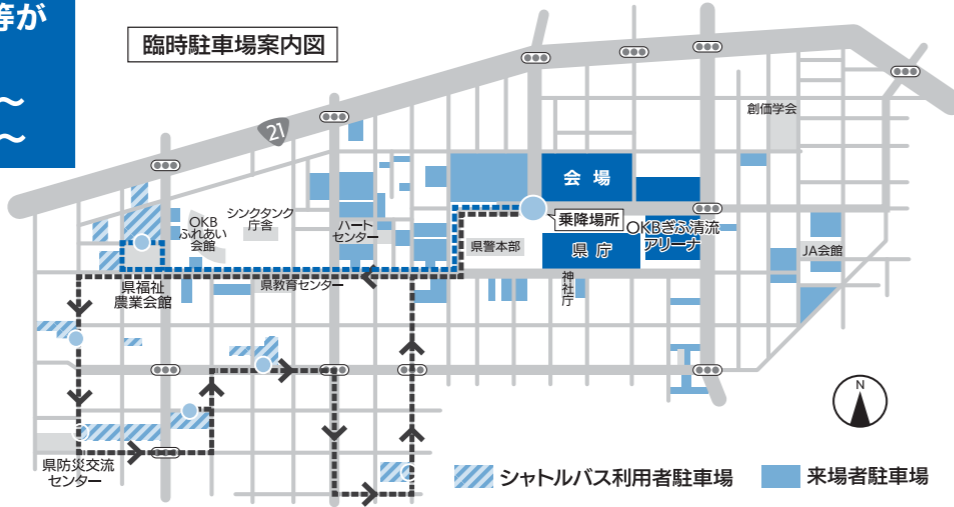 等が
〜
〜
臨時駐車場案内図
21
創価学会
会場
乗降場所
OKBぎふ清流
アリーナ
県庁
県警本部
神社庁
JA会館
シンクタンク
庁舎
OKB
ふれあい
会館
ハート
センター
県福祉
農業会館
県教育センター
県防災交流
センター
N
シャトルバス利用者駐車場
来場者駐車場